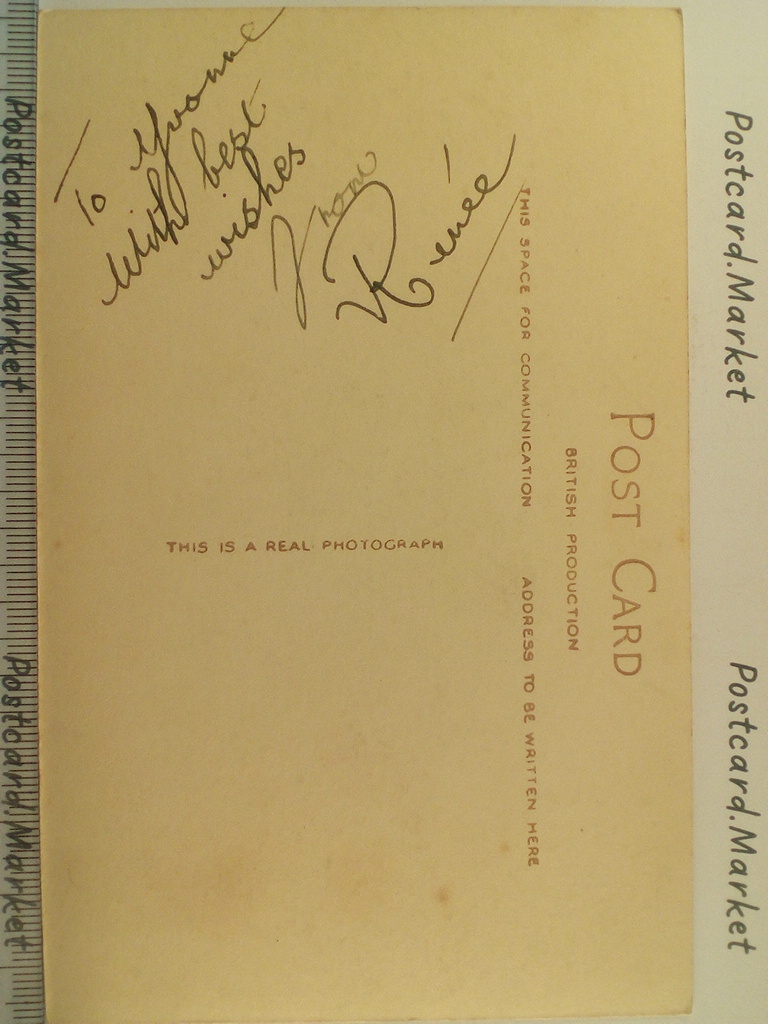 To Yvonne
With best
wishes
from
Renée
POST CARD
BRITISH PRODUCTION
THIS SPACE FOR COMMUNICATION
ADDRESS TO BE WRITTEN HERE
THIS IS A REAL PHOTOGRAPH
Postcard.Market
Postcard.Market
Postcard.Market
Postcard.Market